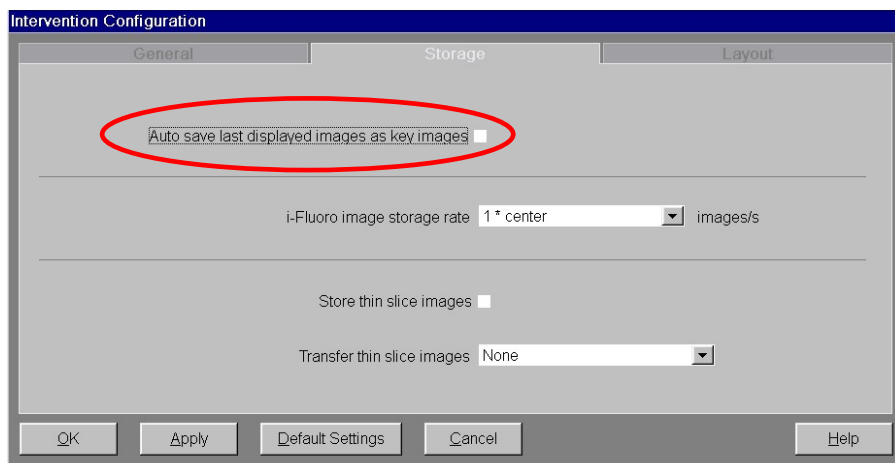 Intervention Configuration
General Storage Layout
Auto save last displayed images as key images
i-Fluoro image storage rate 1 * center images/s
Store thin slice images
Transfer thin slice images None
OK Apply Default Settings Cancel Help